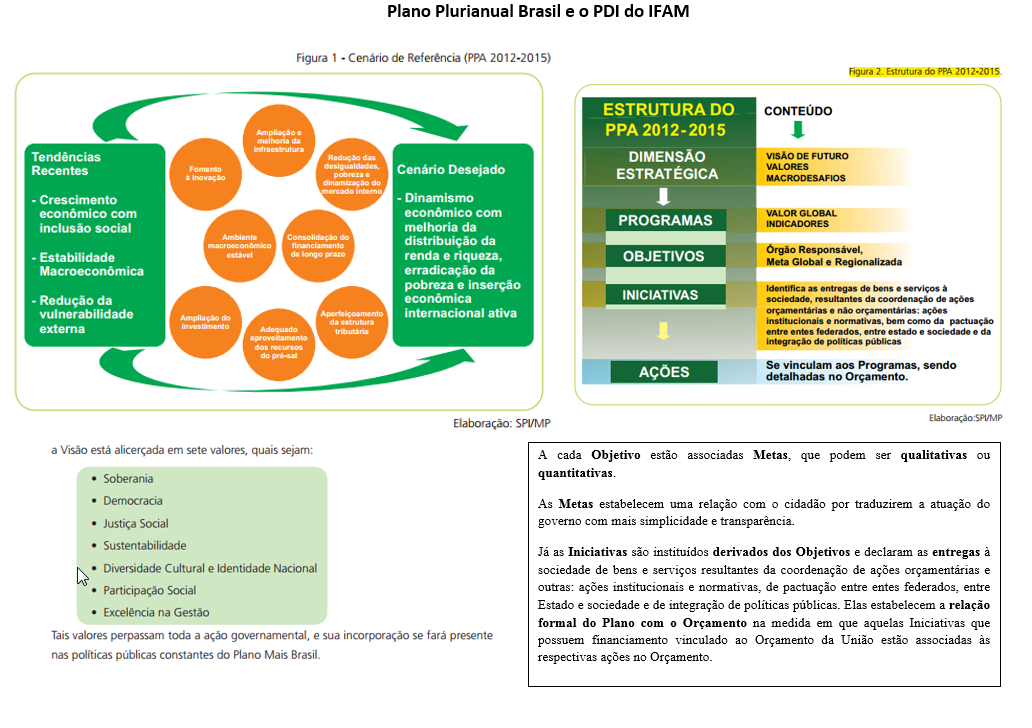 Plano Plurianual Brasil e o PDI do IFAM
Figura 1 - Cenário de Referência (PPA 2012-2015)
Tendências
Recentes
- Crescimento
econômico com
inclusão social
- Estabilidade
Macroeconômica
- Redução da
vulnerabilidade
externa
Ampliação e
melhoria da
infraestrutura
Fomento
à inovação
Redução das
desigualdades,
pobreza e
dinamização do
mercado interno
Ambiente
macroeconômico
estável
Consolidação do
financiamento
de longo prazo
Ampliação do
investimento
Adequado
aproveitamento
dos recursos
do pré-sal
Aperfeiçoamento
da estrutura
tributária
Cenário Desejado
- Dinamismo
econômico com
melhoria da
distribuição da
renda e riqueza,
erradicação da
pobreza e inserção
econômica
internacional ativa
Elaboração: SPI/MP
Figura 2. Estrutura do PPA 2012-2015.
ESTRUTURA DO
PPA 2012-2015
CONTEÚDO
DIMENSÃO
ESTRATÉGICA
VISÃO DE FUTURO
VALORES
MACRODESAFIOS
PROGRAMAS
VALOR GLOBAL
INDICADORES
OBJETIVOS
Órgão Responsável,
Meta Global e Regionalizada
INICIATIVAS
Identifica as entregas de bens e serviços à
sociedade, resultantes da coordenação de ações
orçamentárias e não orçamentárias: ações
institucionais e normativas, bem como da pactuação
entre entes federados, entre estado e sociedade e da
integração de políticas públicas
AÇÕES
Se vinculam aos Programas, sendo
detalhadas no Orçamento.
Elaboração:SPI/MP
a Visão está alicerçada em sete valores, quais sejam:
• Soberania
• Democracia
• Justiça Social
• Sustentabilidade
• Diversidade Cultural e Identidade Nacional
• Participação Social
• Excelência na Gestão
Tais valores perpassam toda a ação governamental, e sua incorporação se fará presente
nas políticas públicas constantes do Plano Mais Brasil.
A cada Objetivo estão associadas Metas, que podem ser qualitativas ou
quantitativas.
As Metas estabelecem uma relação com o cidadão por traduzirem a atuação do
governo com mais simplicidade e transparência.
Já as Iniciativas são instituídos derivados dos Objetivos e declaram as entregas à
sociedade de bens e serviços resultantes da coordenação de ações orçamentárias e
outras: ações institucionais e normativas, de pactuação entre entes federados, entre
Estado e sociedade e de integração de políticas públicas. Elas estabelecem a relação
formal do Plano com o Orçamento na medida em que aquelas Iniciativas que
possuem financiamento vinculado ao Orçamento da União estão associadas às
respectivas ações no Orçamento.